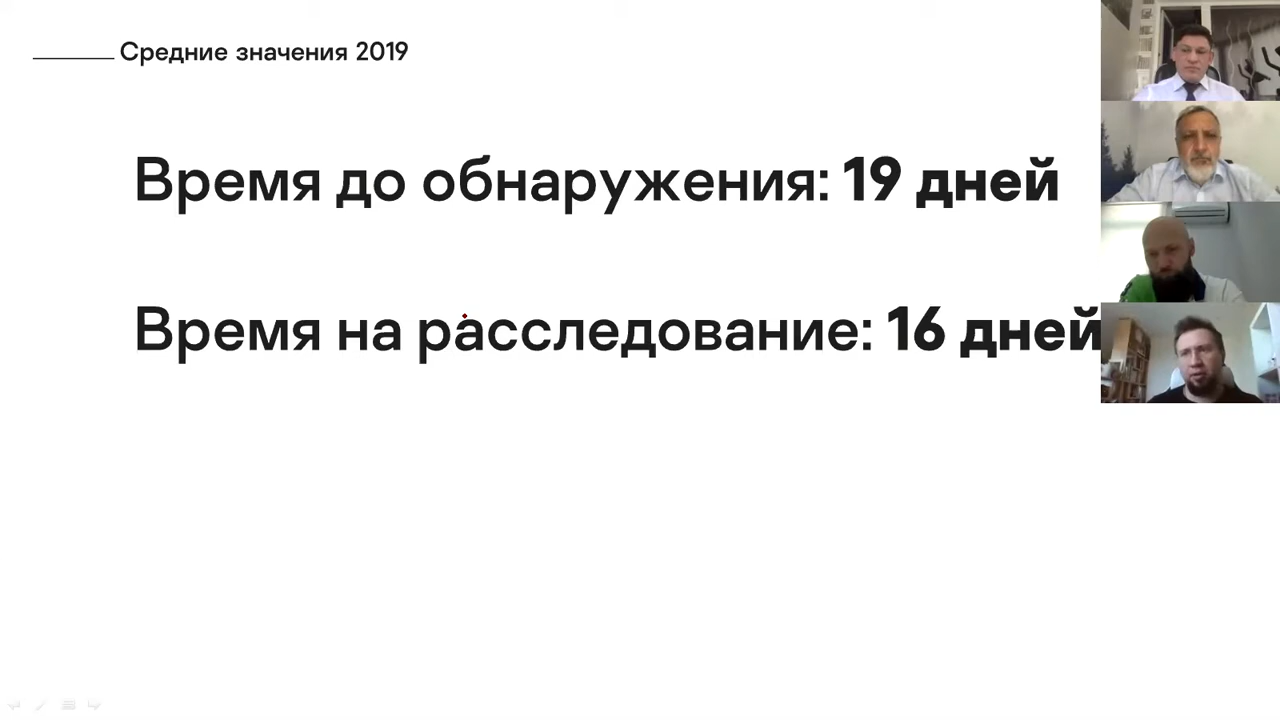 Средние значения 2019
Время до обнаружения: 19 дней
Время на расследование: 16 дней